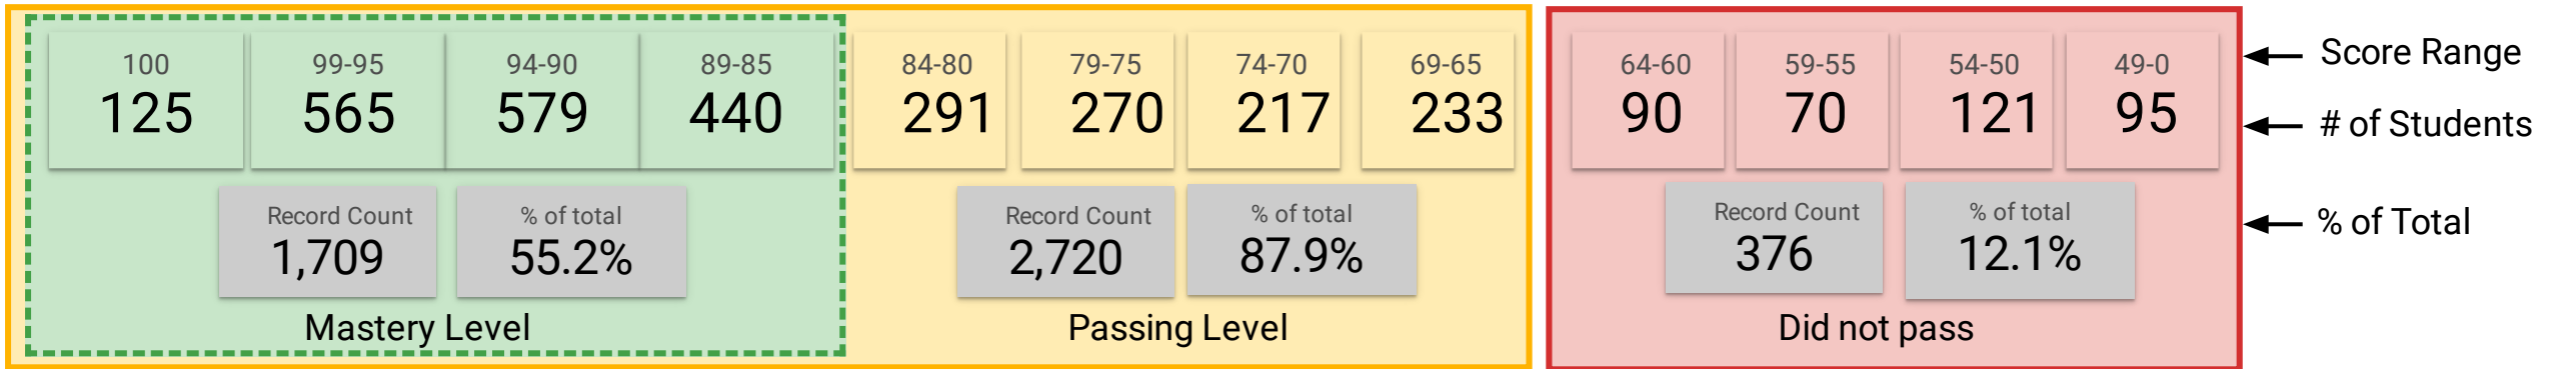 100 99-95 94-90 89-85 84-80 79-75 74-70 69-65 64-60 59-55 54-50 49-0 Score Range
125 565 579 440 291 270 217 233 90 70 121 95 # of Students
Record Count % of total Record Count % of total Record Count % of total % of Total
1,709 55.2% 2,720 87.9% 376 12.1%
Mastery Level Passing Level Did not pass